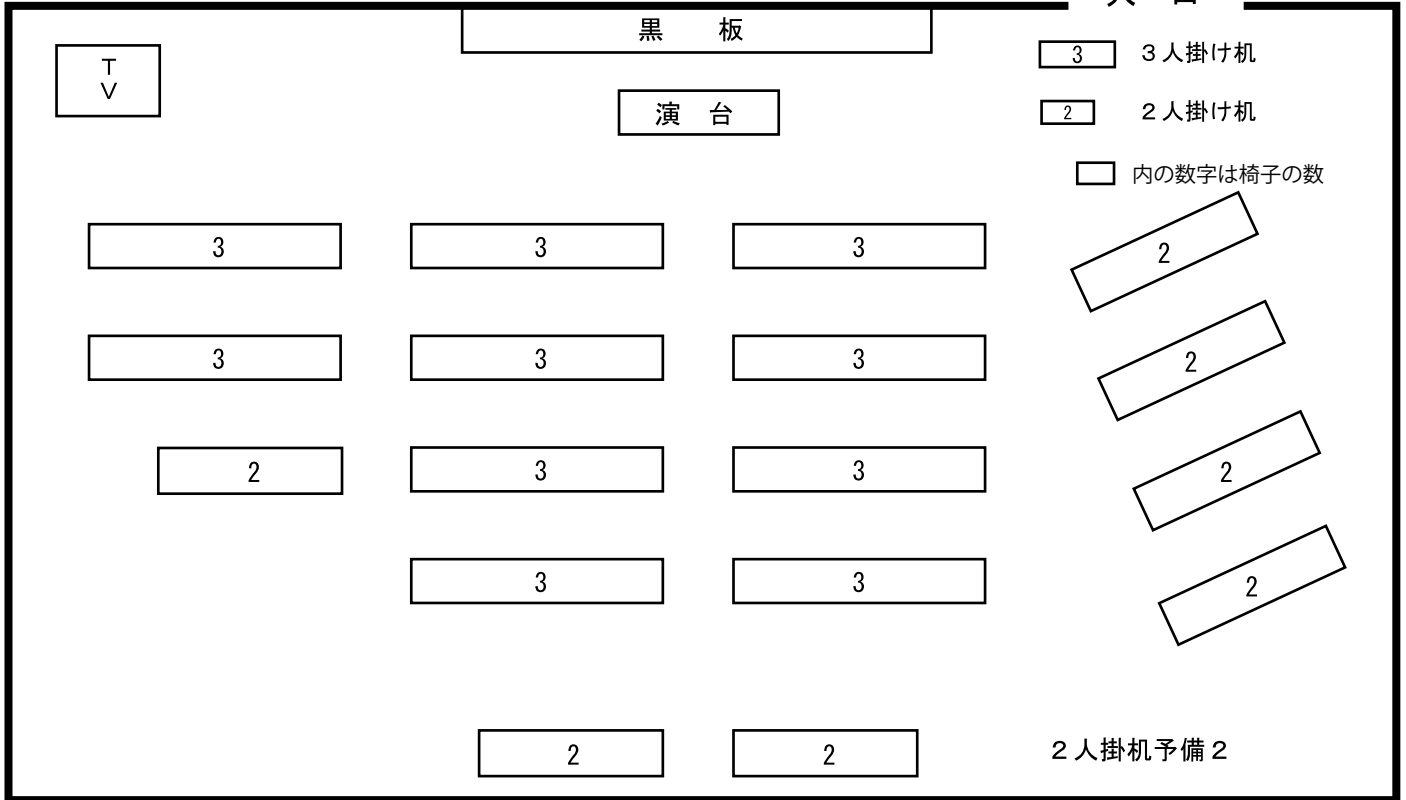 黒　板
T
V
演　台
3 ３人掛け机
2 ２人掛け机
内の数字は椅子の数
3 3 3 2
3 3 3 2
2 3 3 2
3 3 2
2 2 ２人掛机予備２